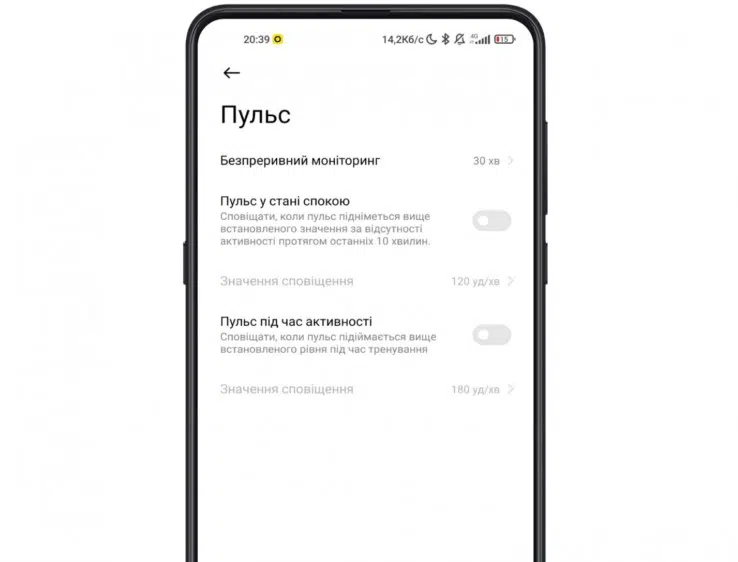 20:39 14,2Кб/с 4G 15
Пульс
Безпреривний моніторинг 30 хв
Пульс у стані спокою
Сповіщати, коли пульс підніметься вище
встановленого значення за відсутності
активності протягом останніх 10 хвилин.
Значення сповіщення 120 уд/хв
Пульс під час активності
Сповіщати, коли пульс підіймається вище
встановленого рівня під час тренування
Значення сповіщення 180 уд/хв